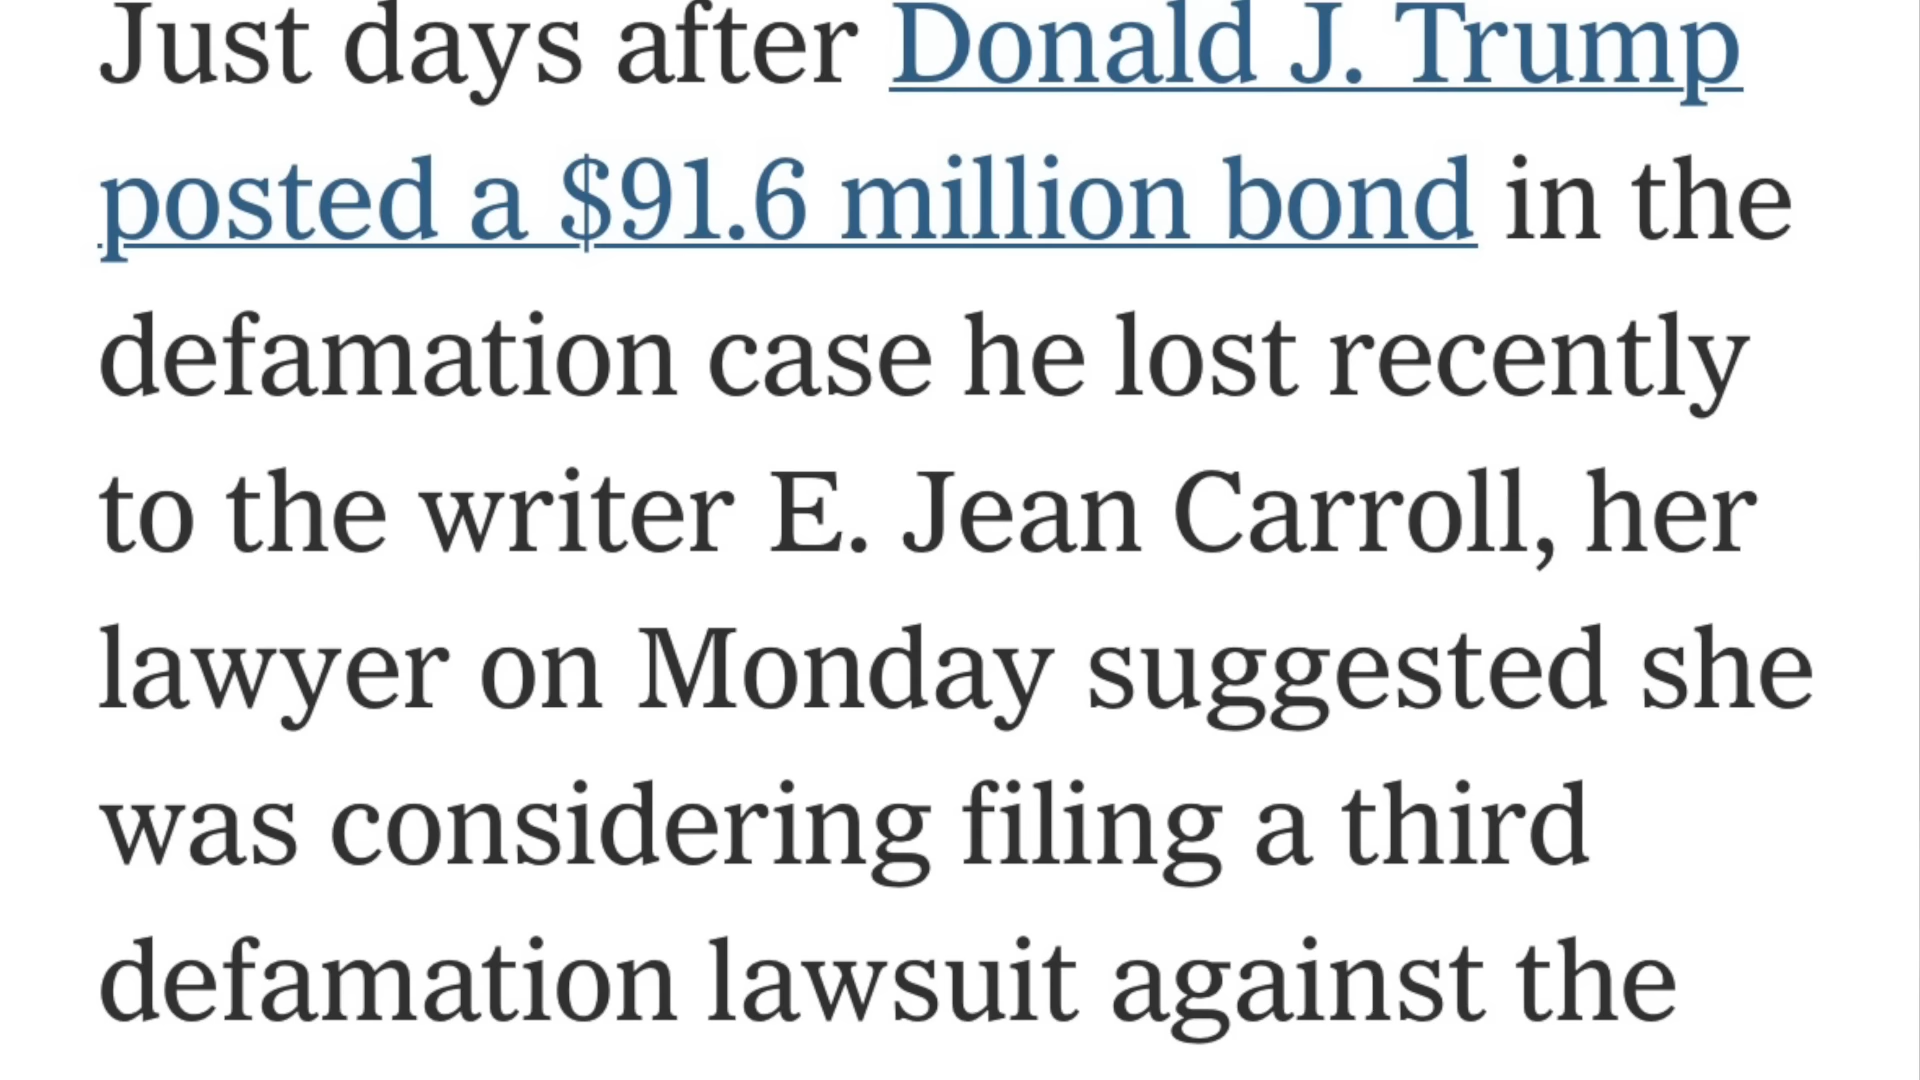 Just days after Donald J. Trump
posted a $91.6 million bond in the
defamation case he lost recently
to the writer E. Jean Carroll, her
lawyer on Monday suggested she
was considering filing a third
defamation lawsuit against the